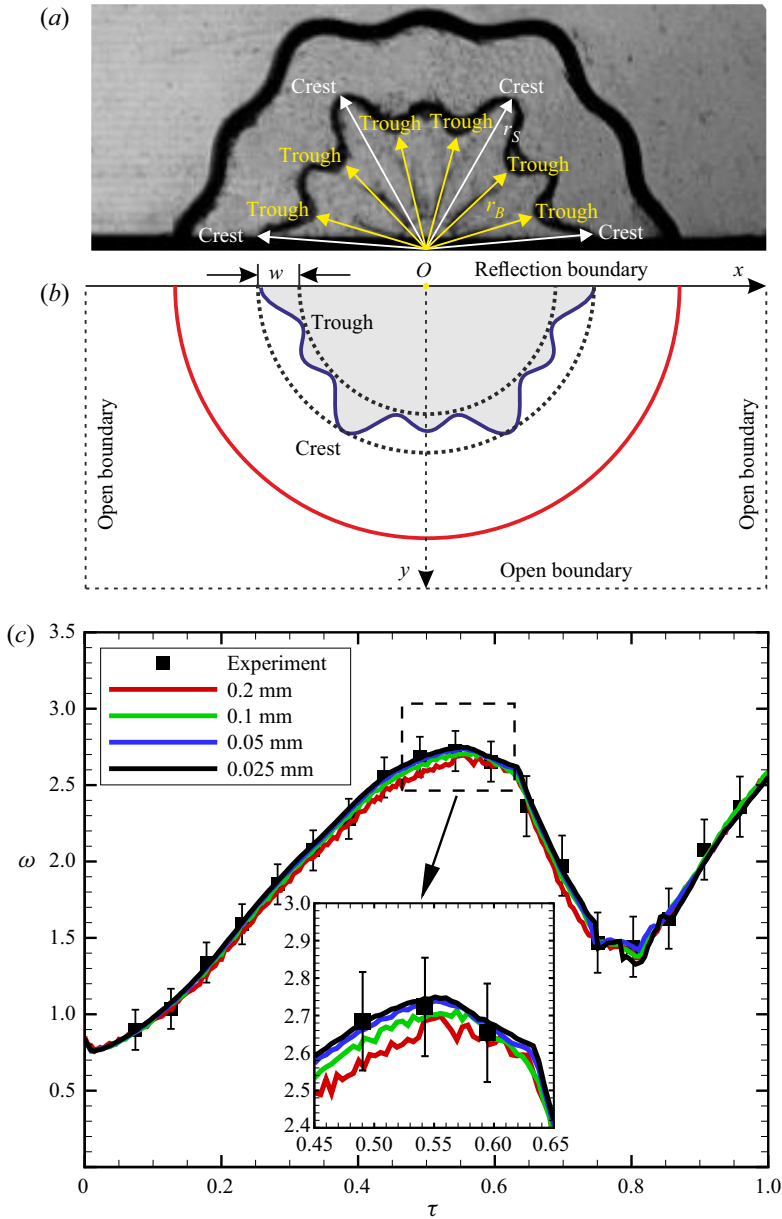 (a)
Crest
Crest
Trough
Trough
r_S
Trough
Trough
Trough
r_B
Trough
Crest
Crest
w
O
Reflection boundary
x
(b)
Trough
Crest
Open boundary
Open boundary
y
Open boundary
(c)
3.5
3.0
2.5
2.0
1.5
1.0
0.5
ω
Experiment
0.2 mm
0.1 mm
0.05 mm
0.025 mm
3.0
2.9
2.8
2.7
2.6
2.5
2.4
0.45 0.50 0.55 0.60 0.65
0 0.2 0.4 0.6 0.8 1.0
τ